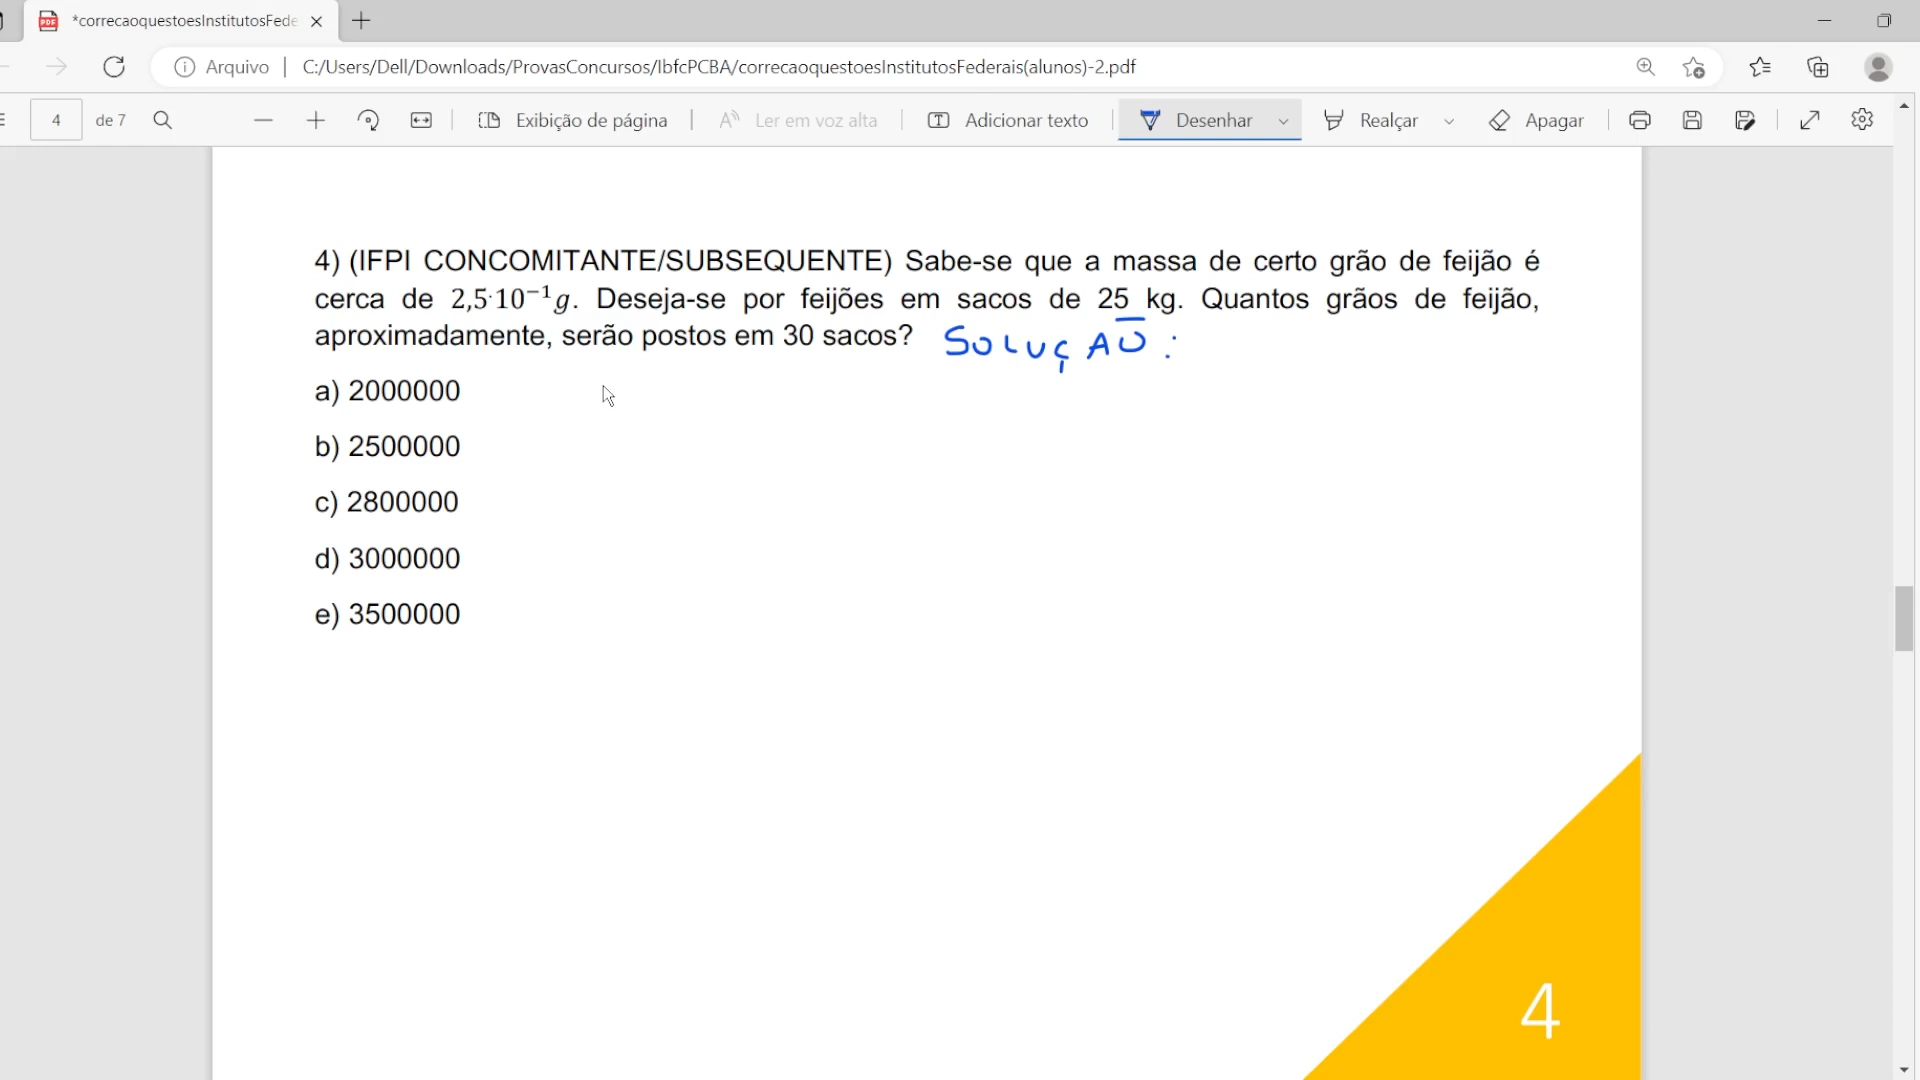 *correcaoquestoesInstitutosFede
Arquivo C:/Users/Dell/Downloads/ProvasConcursos/IbfcPCBA/correcaoquestoesInstitutosFederais(alunos)-2.pdf
4 de 7 Exibição de página Ler em voz alta Adicionar texto Desenhar Realçar Apagar
4) (IFPI CONCOMITANTE/SUBSEQUENTE) Sabe-se que a massa de certo grão de feijão é
cerca de 2,5·10⁻¹g. Deseja-se por feijões em sacos de 25 kg. Quantos grãos de feijão,
aproximadamente, serão postos em 30 sacos? SOLUÇAO:
a) 2000000
b) 2500000
c) 2800000
d) 3000000
e) 3500000
4